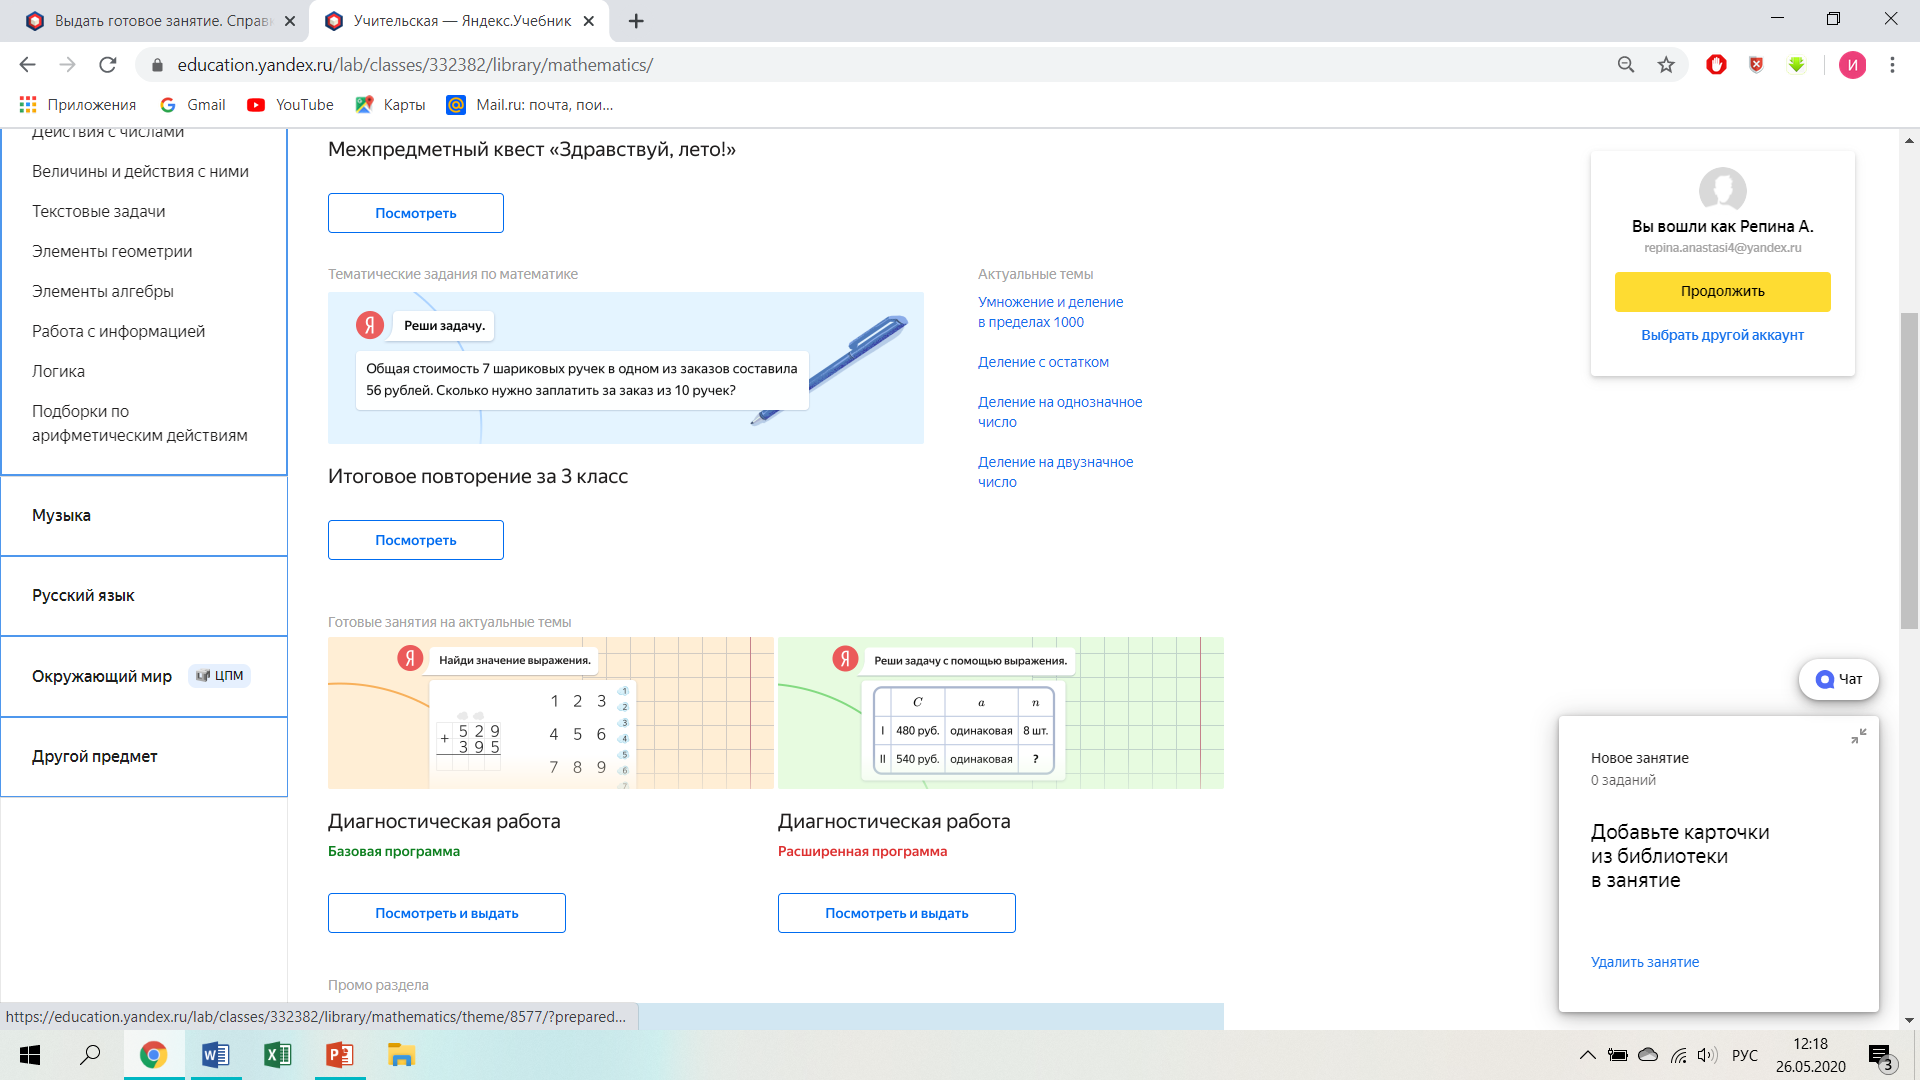 Выдать готовое занятие. Справ
Учительская — Яндекс.Учебник
education.yandex.ru/lab/classes/332382/library/mathematics/
И
Приложения
Gmail
YouTube
Карты
Mail.ru: почта, пои...
Действия с числами
Величины и действия с ними
Текстовые задачи
Элементы геометрии
Элементы алгебры
Работа с информацией
Логика
Подборки по
арифметическим действиям
Музыка
Русский язык
Окружающий мир ЦПМ
Другой предмет
Межпредметный квест «Здравствуй, лето!»
Посмотреть
Тематические задания по математике
Я Реши задачу.
Общая стоимость 7 шариковых ручек в одном из заказов составила
56 рублей. Сколько нужно заплатить за заказ из 10 ручек?
Итоговое повторение за 3 класс
Посмотреть
Актуальные темы
Умножение и деление
в пределах 1000
Деление с остатком
Деление на однозначное
число
Деление на двузначное
число
Готовые занятия на актуальные темы
Я Найди значение выражения.
+ 529
395
1 2 3
4 5 6
7 8 9
1
2
3
4
5
6
7
Диагностическая работа
Базовая программа
Посмотреть и выдать
Я Реши задачу с помощью выражения.
C a n
I 480 руб. одинаковая 8 шт.
II 540 руб. одинаковая ?
Диагностическая работа
Расширенная программа
Посмотреть и выдать
Промо раздела
Вы вошли как Репина А.
repina.anastasi4@yandex.ru
Продолжить
Выбрать другой аккаунт
Чат
Новое занятие
0 заданий
Добавьте карточки
из библиотеки
в занятие
Удалить занятие
https://education.yandex.ru/lab/classes/332382/library/mathematics/theme/8577/?prepared...
РУС
12:18
26.05.2020
3